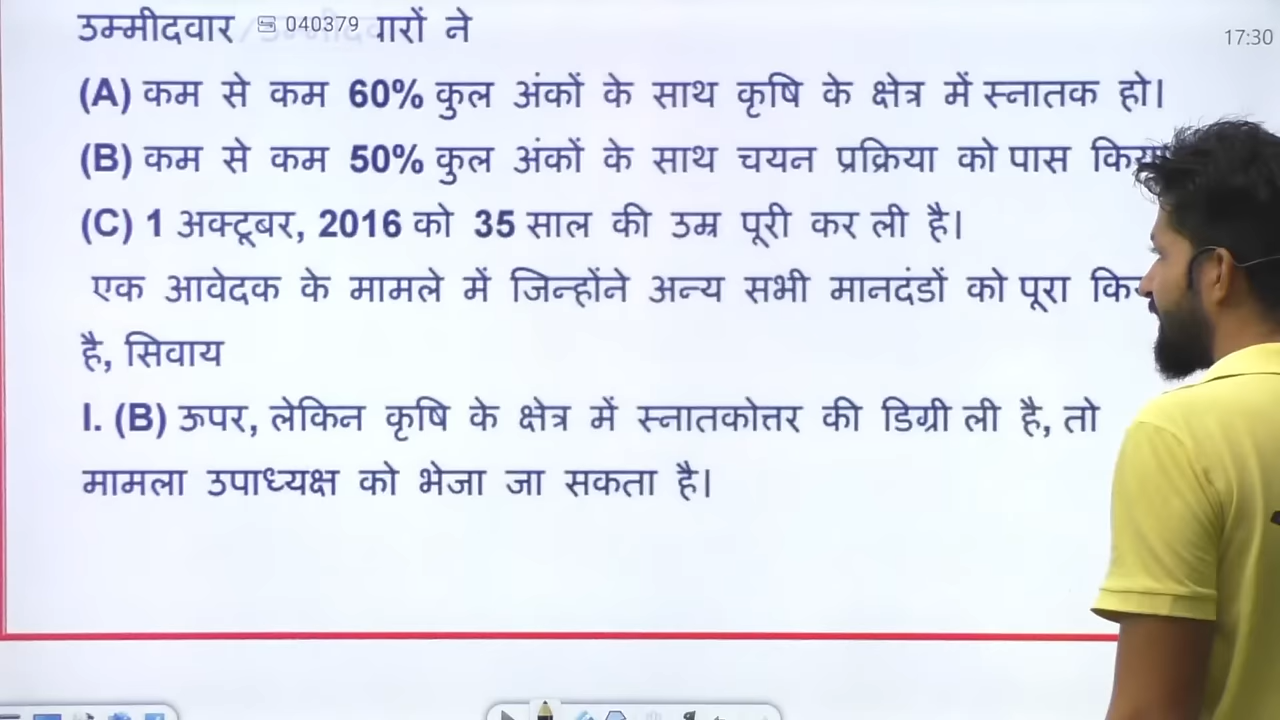 उम्मीदवार 040379 ारों ने
17:30
(A) कम से कम 60% कुल अंकों के साथ कृषि के क्षेत्र में स्नातक हो।
(B) कम से कम 50% कुल अंकों के साथ चयन प्रक्रिया को पास
(C) 1 अक्टूबर, 2016 को 35 साल की उम्र पूरी कर ली है।
एक आवेदक के मामले में जिन्होंने अन्य सभी मानदंडों को पूरा
है, सिवाय
I. (B) ऊपर, लेकिन कृषि के क्षेत्र में स्नातकोत्तर की डिग्री ली है, तो
मामला उपाध्यक्ष को भेजा जा सकता है।